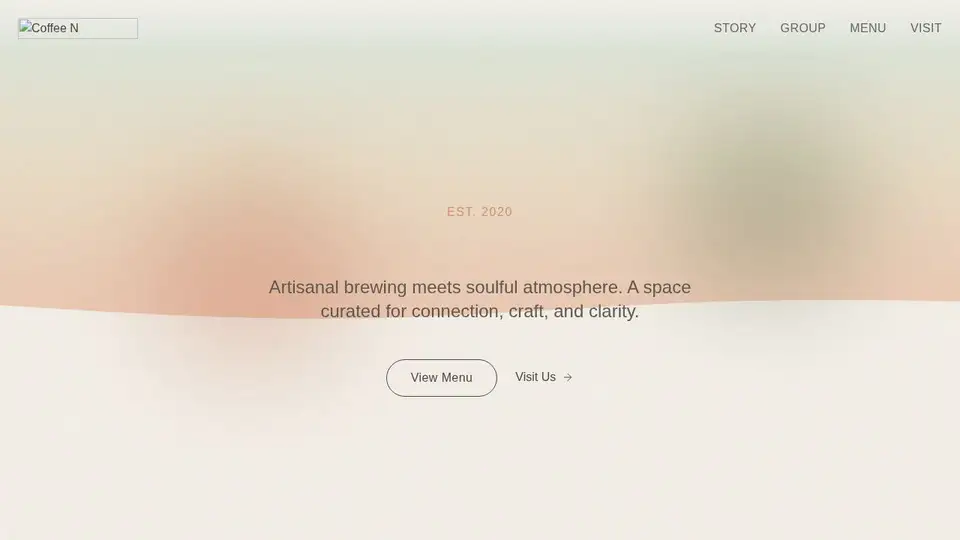 Coffee N
STORY
GROUP
MENU
VISIT
EST. 2020
Artisanal brewing meets soulful atmosphere. A space
curated for connection, craft, and clarity.
View Menu
Visit Us →